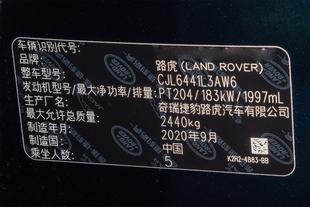 车辆识别代号:
品牌: 路虎(LAND ROVER)
整车型号: CJL6441L3AW6
发动机型号/最大净功率/排量: PT204/183kW/1997mL
生产厂名: 奇瑞捷豹路虎汽车有限公司
最大允许总质量: 2440kg
制造年月: 2020年9月
制造国: 中国
乘坐人数: 5
K2H2-4883-BB